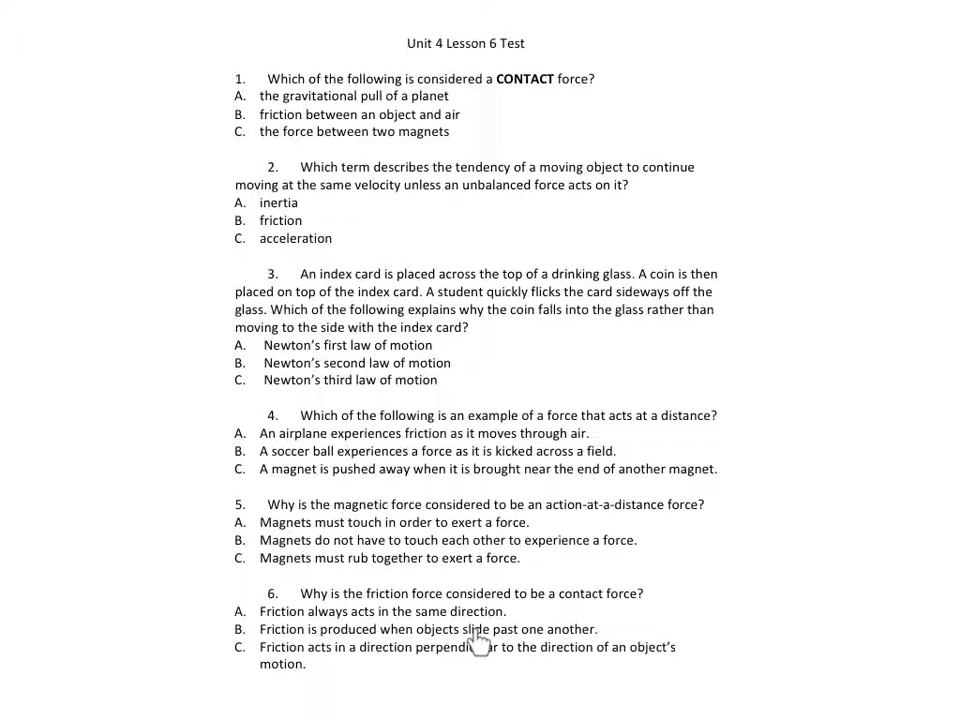 Unit 4 Lesson 6 Test
1. Which of the following is considered a CONTACT force?
A. the gravitational pull of a planet
B. friction between an object and air
C. the force between two magnets
2. Which term describes the tendency of a moving object to continue
moving at the same velocity unless an unbalanced force acts on it?
A. inertia
B. friction
C. acceleration
3. An index card is placed across the top of a drinking glass. A coin is then
placed on top of the index card. A student quickly flicks the card sideways off the
glass. Which of the following explains why the coin falls into the glass rather than
moving to the side with the index card?
A. Newton's first law of motion
B. Newton's second law of motion
C. Newton's third law of motion
4. Which of the following is an example of a force that acts at a distance?
A. An airplane experiences friction as it moves through air.
B. A soccer ball experiences a force as it is kicked across a field.
C. A magnet is pushed away when it is brought near the end of another magnet.
5. Why is the magnetic force considered to be an action-at-a-distance force?
A. Magnets must touch in order to exert a force.
B. Magnets do not have to touch each other to experience a force.
C. Magnets must rub together to exert a force.
6. Why is the friction force considered to be a contact force?
A. Friction always acts in the same direction.
B. Friction is produced when objects slide past one another.
C. Friction acts in a direction perpendicular to the direction of an object's
motion.